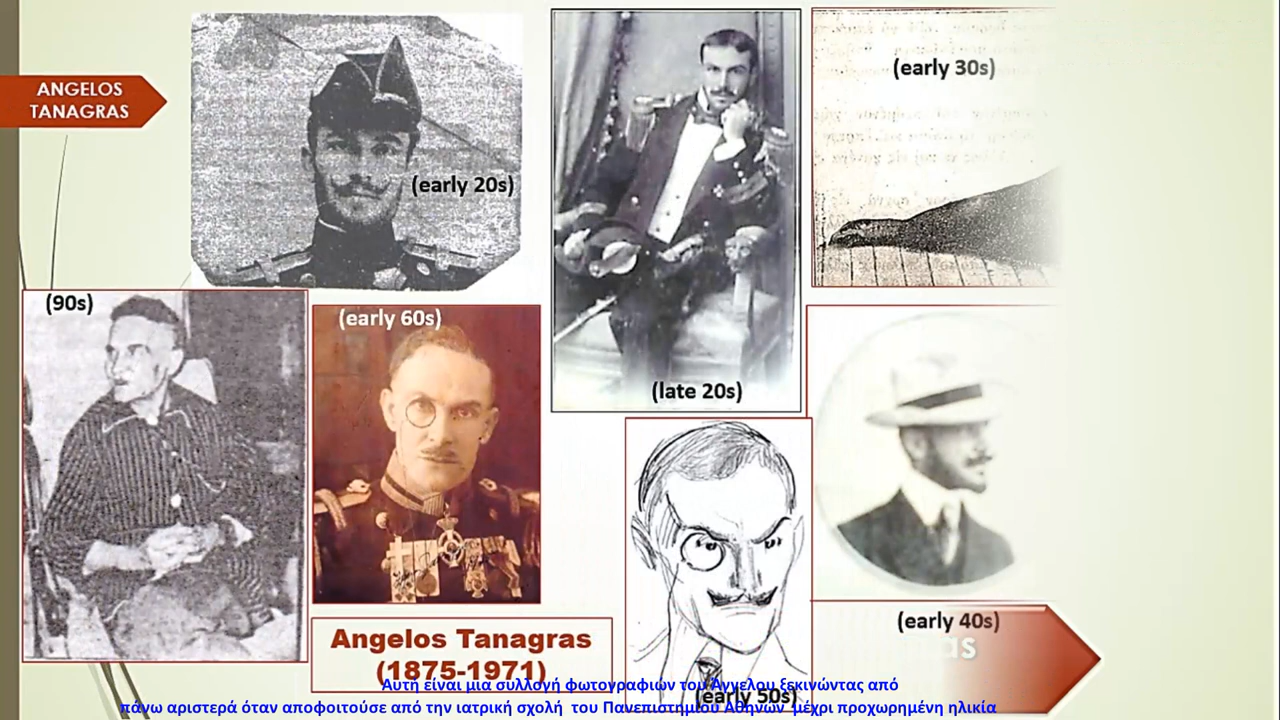 ANGELOS
TANAGRAS
(early 20s)
(late 20s)
(early 30s)
(90s)
(early 60s)
(early 40s)
(early 50s)
Angelos Tanagras
(1875-1971)
as
Αυτή είναι μια συλλογή φωτογραφιών του Άγγελου ξεκινώντας από
πάνω αριστερά όταν αποφοιτούσε από την ιατρική σχολή του Πανεπιστημίου Αθηνών μέχρι προχωρημένη ηλικία